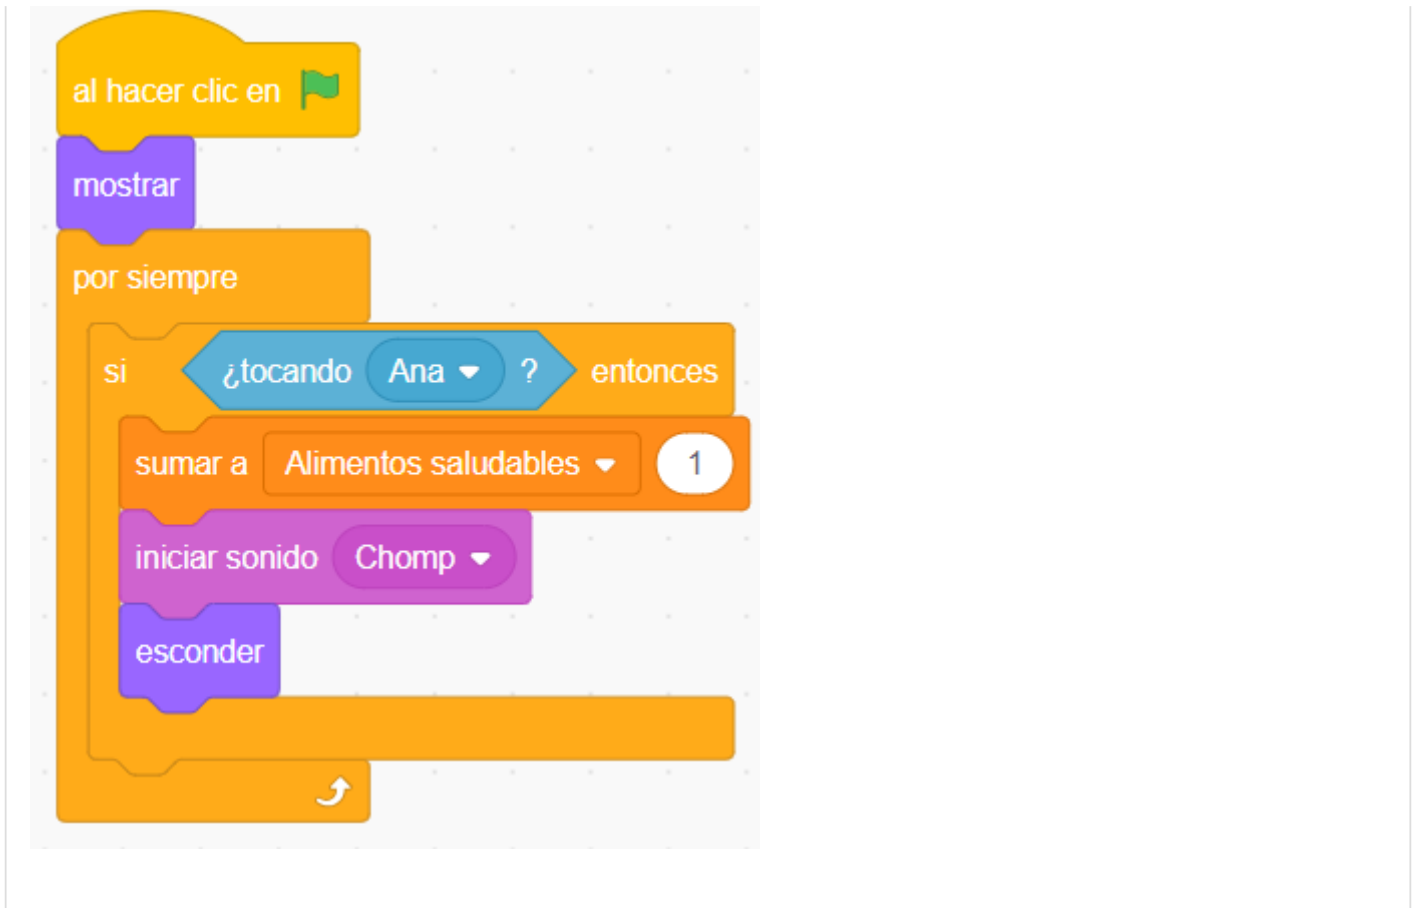 al hacer clic en
mostrar
por siempre
si ¿tocando Ana ? entonces
sumar a Alimentos saludables 1
iniciar sonido Chomp
esconder